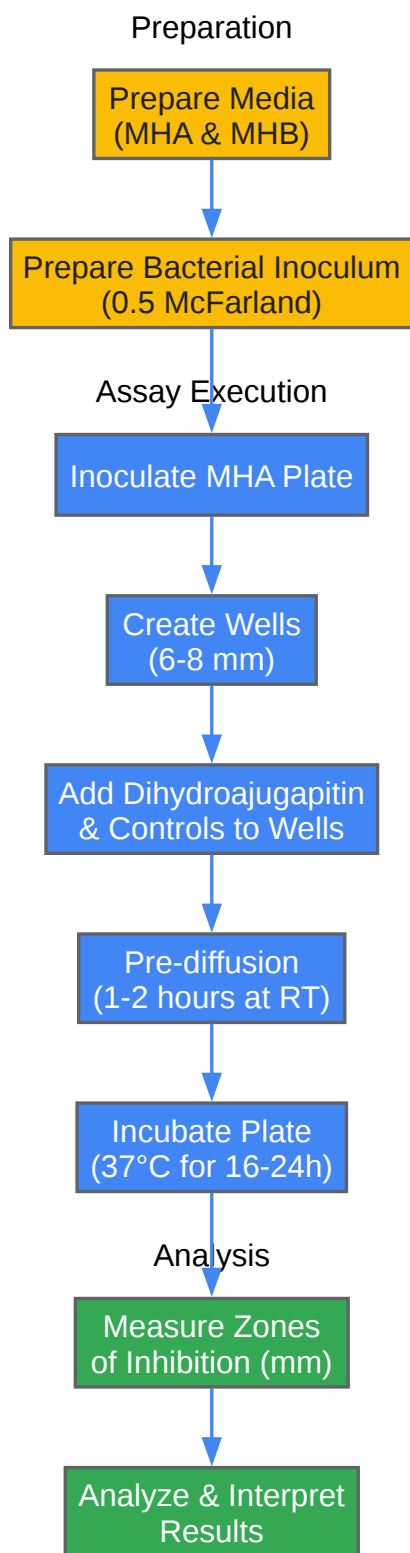 Preparation
Prepare Media
(MHA & MHB)
Prepare Bacterial Inoculum
(0.5 McFarland)
Assay Execution
Inoculate MHA Plate
Create Wells
(6-8 mm)
Add Dihydroajugapitin
& Controls to Wells
Pre-diffusion
(1-2 hours at RT)
Incubate Plate
(37°C for 16-24h)
Analysis
Measure Zones
of Inhibition (mm)
Analyze & Interpret
Results